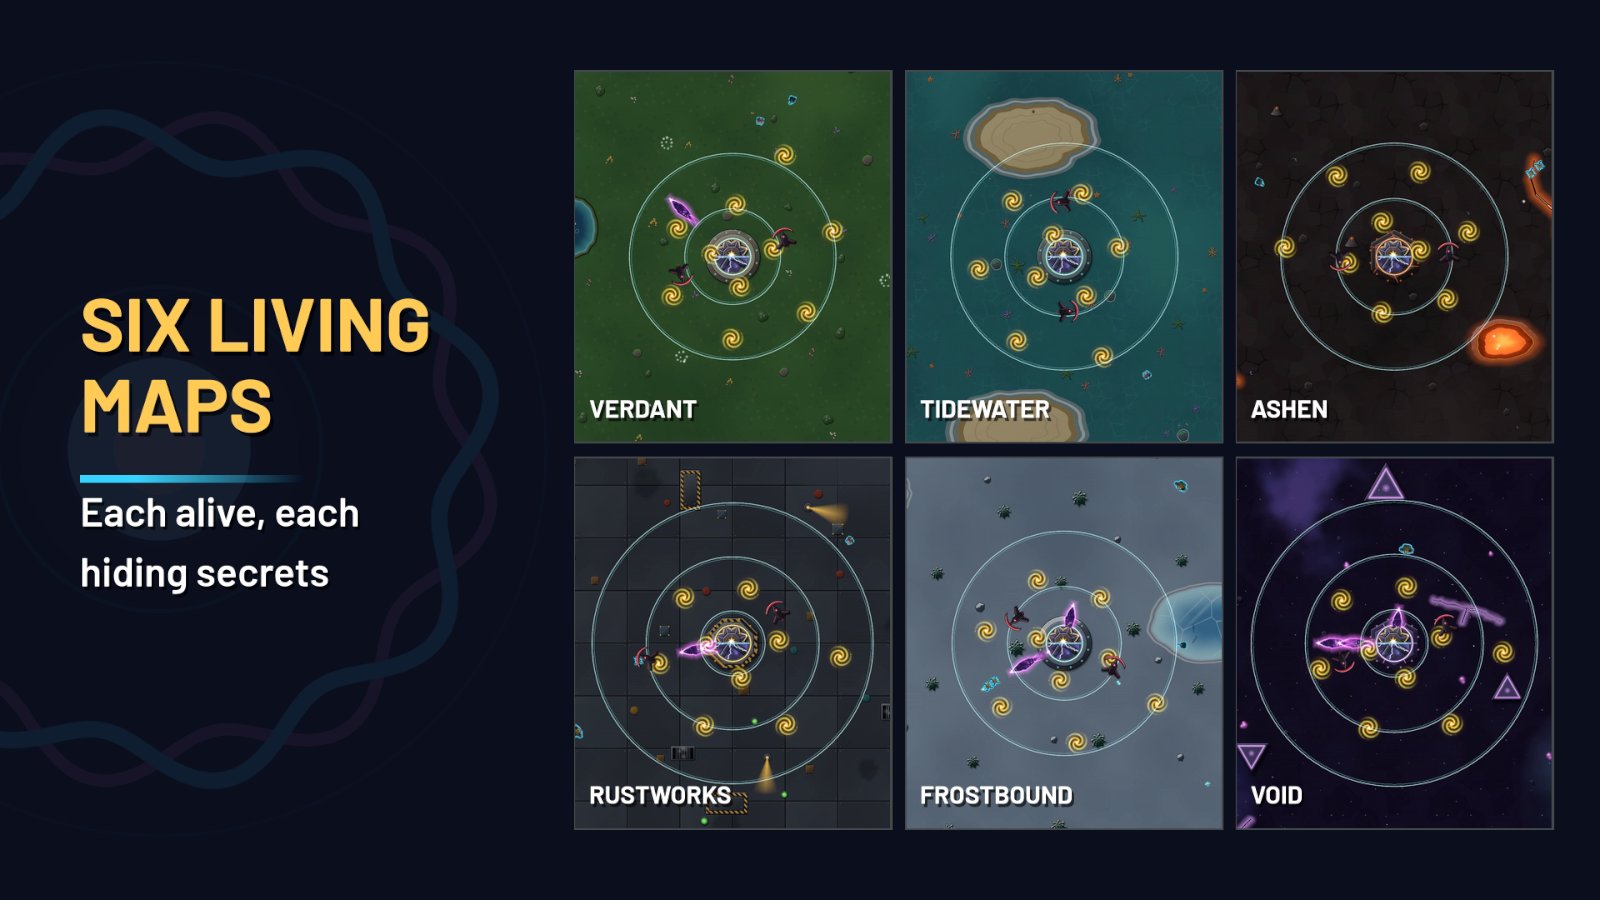 SIX LIVING
MAPS
Each alive, each
hiding secrets
VERDANT
TIDEWATER
ASHEN
RUSTWORKS
FROSTBOUND
VOID